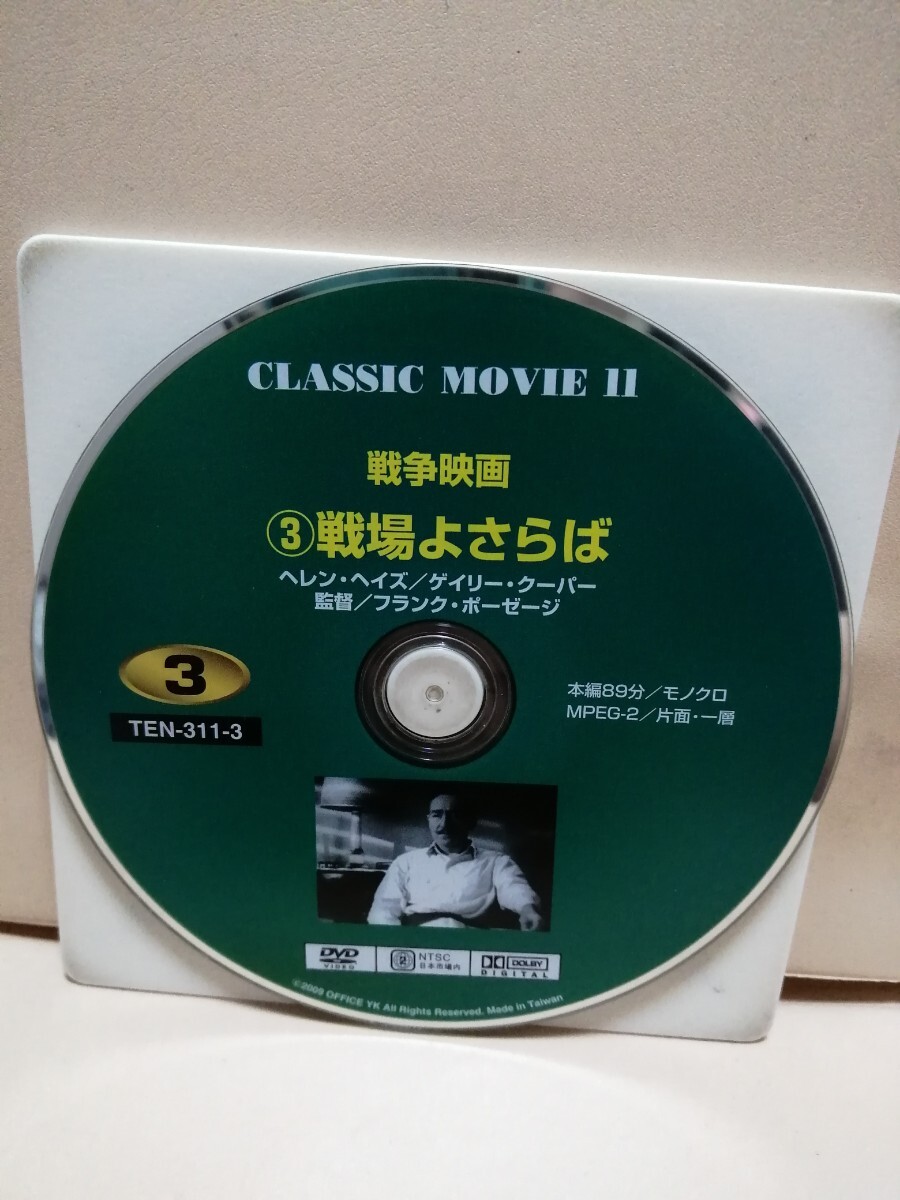 CLASSIC MOVIE 11
戦争映画
③戦場よさらば
ヘレン・ヘイズ／ゲイリー・クーパー
監督／フランク・ボーゼージ
3
TEN-311-3
本編89分／モノクロ
MPEG-2／片面・一層
DVD
VIDEO
2
NTSC
日本市場内
DOLBY
DIGITAL
©2009 OFFICE YK All Rights Reserved. Made in Taiwan